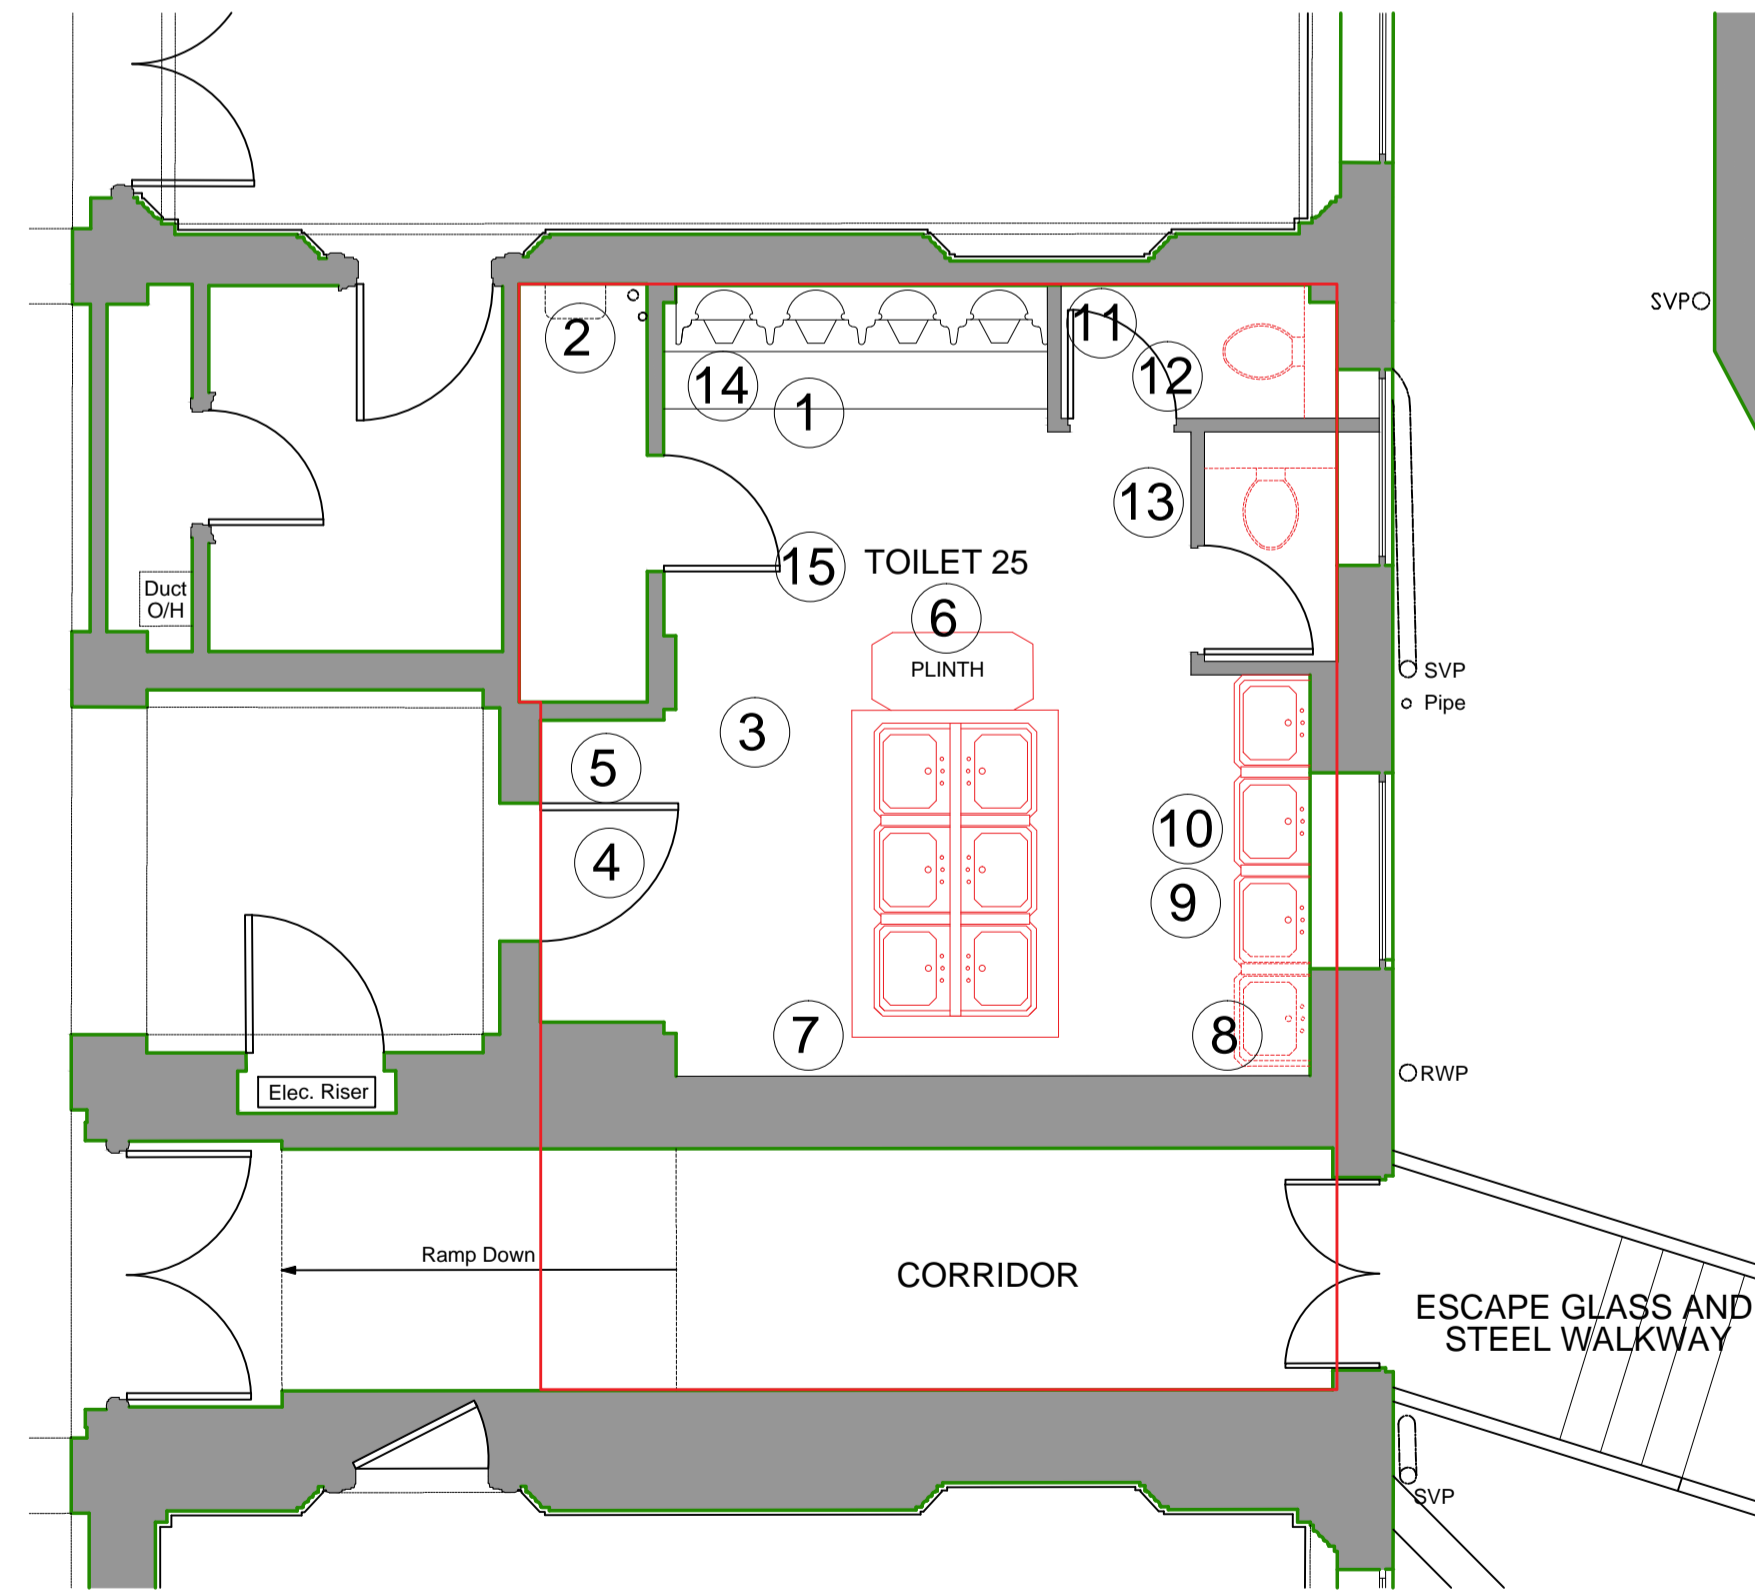 SVP
2
11
12
14
1
13
15
TOILET 25
Duct
O/H
6
PLINTH
SVP
Pipe
3
5
4
10
9
7
8
RWP
Elec. Riser
Ramp Down
CORRIDOR
ESCAPE GLASS AND
STEEL WALKWAY
SVP